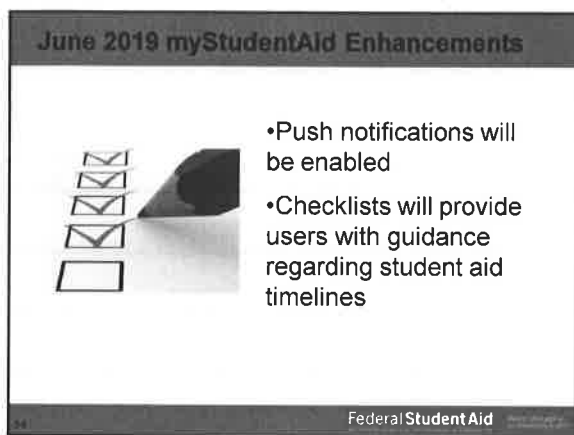 June 2019 myStudentAid Enhancements
•Push notifications will
be enabled
•Checklists will provide
users with guidance
regarding student aid
timelines
Federal Student Aid